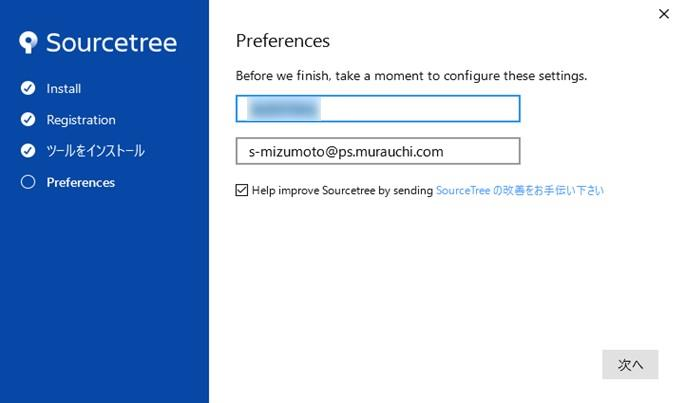 Sourcetree
Install
Registration
ツールをインストール
Preferences
Preferences
Before we finish, take a moment to configure these settings.
s-mizumoto@ps.murauchi.com
Help improve Sourcetree by sending SourceTree の改善をお手伝い下さい
次へ